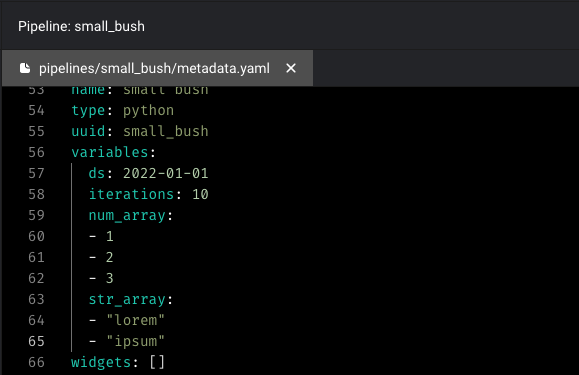 Pipeline: small_bush
pipelines/small_bush/metadata.yaml ×
53 name: small_bush
54 type: python
55 uuid: small_bush
56 variables:
57 ds: 2022-01-01
58 iterations: 10
59 num_array:
60 - 1
61 - 2
62 - 3
63 str_array:
64 - "lorem"
65 - "ipsum"
66 widgets: []